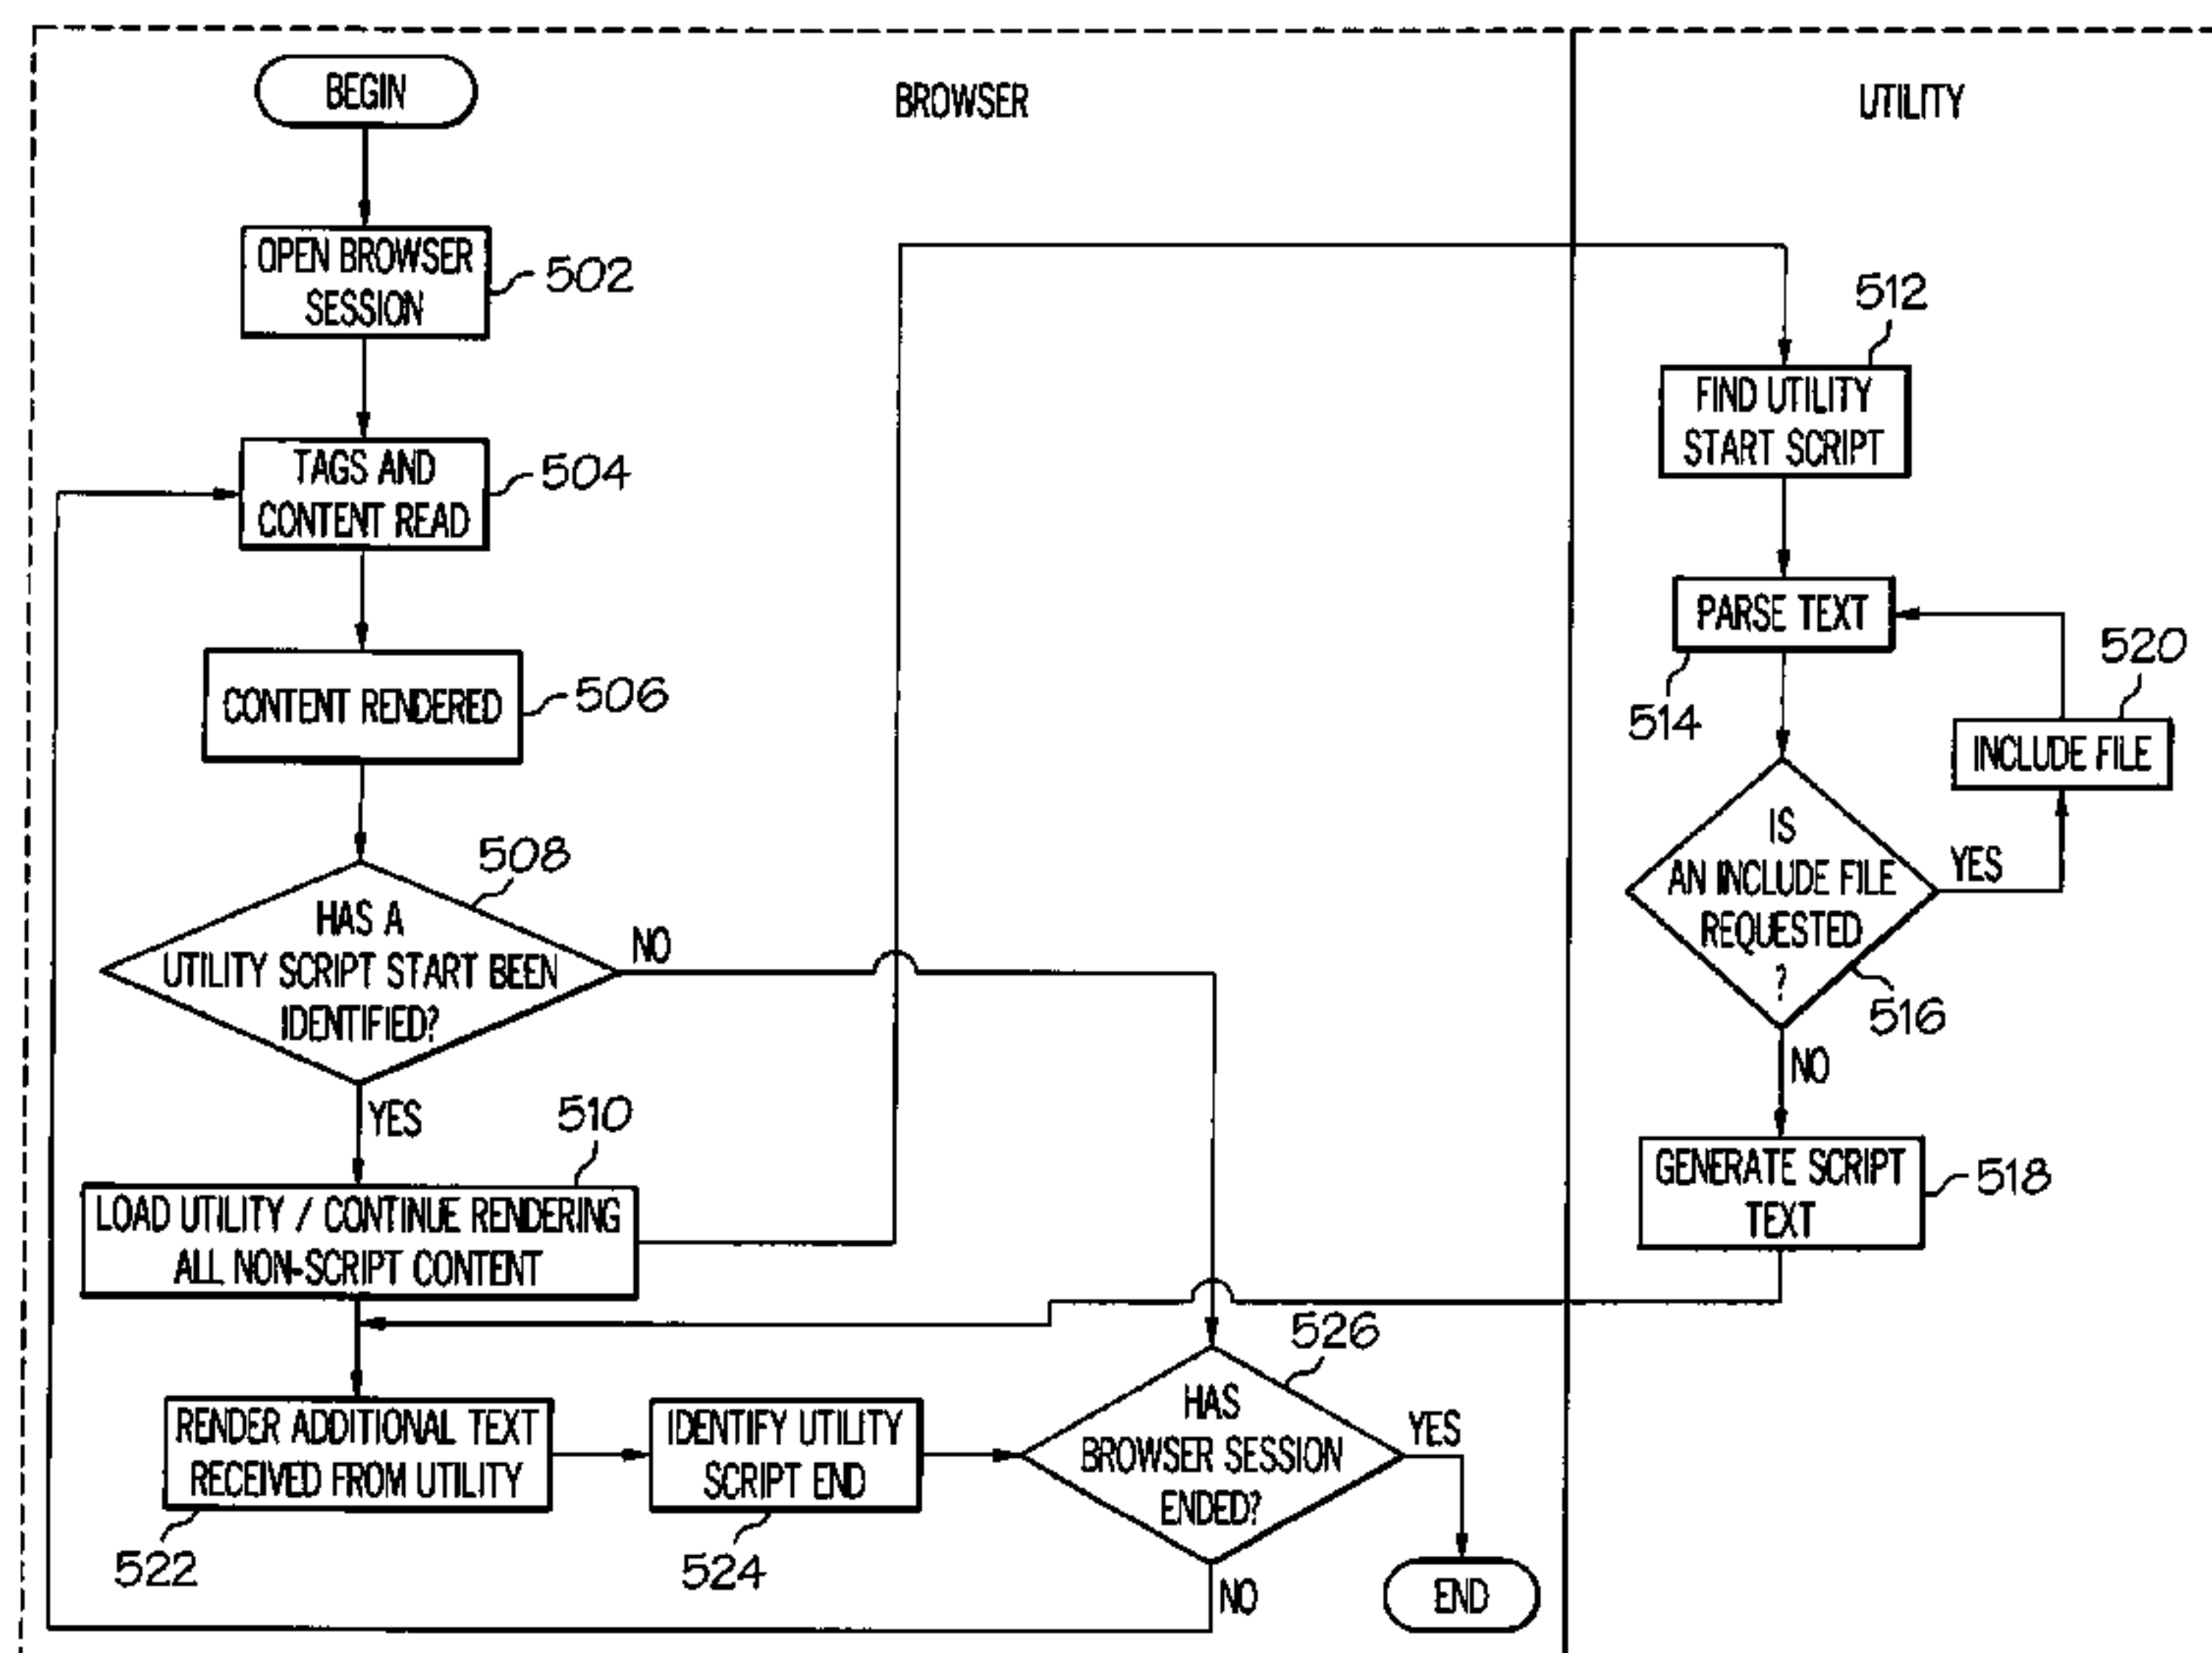 BEGIN
BROWSER
UTILITY
OPEN BROWSER
SESSION
502
512
FIND UTILITY
START SCRIPT
TAGS AND
CONTENT READ
504
PARSE TEXT
514
520
INCLUDE FILE
CONTENT RENDERED
506
IS
AN INCLUDE FILE
REQUESTED
?
YES
516
NO
508
HAS A
UTILITY SCRIPT START BEEN
IDENTIFIED?
NO
YES
510
LOAD UTILITY / CONTINUE RENDERING
ALL NON-SCRIPT CONTENT
GENERATE SCRIPT
TEXT
518
RENDER ADDITIONAL TEXT
RECEIVED FROM UTILITY
522
IDENTIFY UTILITY
SCRIPT END
524
526
HAS
BROWSER SESSION
ENDED?
YES
NO
END